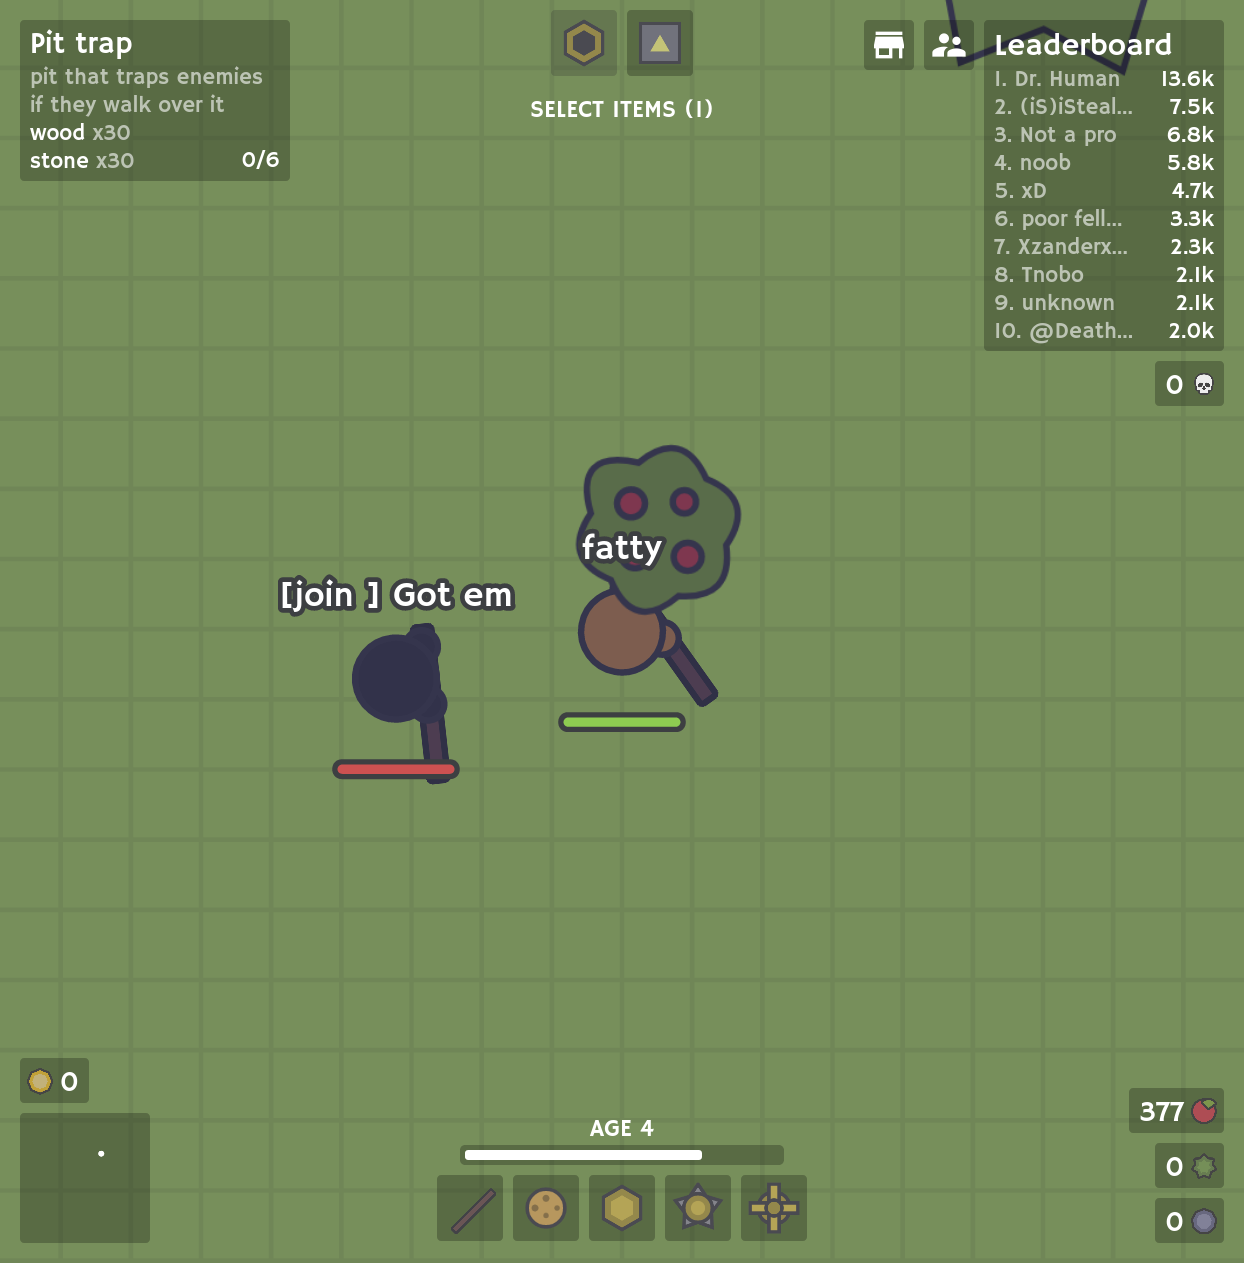 Pit trap
pit that traps enemies
if they walk over it
wood x30
stone x30 0/6
SELECT ITEMS (1)
Leaderboard
1. Dr. Human 13.6k
2. (iS)iSteal... 7.5k
3. Not a pro 6.8k
4. noob 5.8k
5. xD 4.7k
6. poor fell... 3.3k
7. Xzanderx... 2.3k
8. Tnobo 2.1k
9. unknown 2.1k
10. @Death... 2.0k
0
fatty
[join ] Got em
0
AGE 4
377
0
0